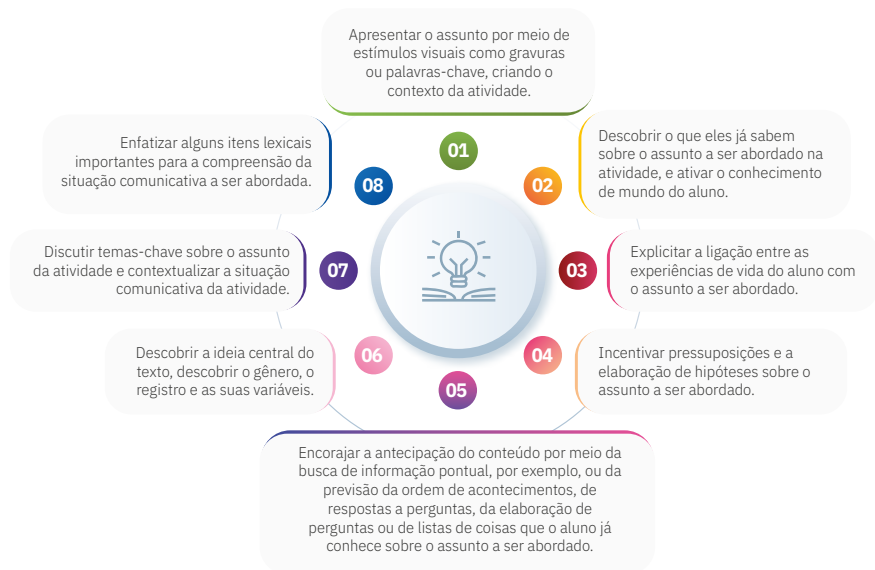 Apresentar o assunto por meio de
estímulos visuais como gravuras
ou palavras-chave, criando o
contexto da atividade.
01
Descobrir o que eles já sabem
sobre o assunto a ser abordado na
atividade, e ativar o conhecimento
de mundo do aluno.
02
Explicitar a ligação entre as
experiências de vida do aluno com
o assunto a ser abordado.
03
Incentivar pressuposições e a
elaboração de hipóteses sobre o
assunto a ser abordado.
04
05
Encorajar a antecipação do conteúdo por meio da
busca de informação pontual, por exemplo, ou da
previsão da ordem de acontecimentos, de
respostas a perguntas, da elaboração de
perguntas ou de listas de coisas que o aluno já
conhece sobre o assunto a ser abordado.
06
Descobrir a ideia central do
texto, descobrir o gênero, o
registro e as suas variáveis.
07
Discutir temas-chave sobre o assunto
da atividade e contextualizar a situação
comunicativa da atividade.
08
Enfatizar alguns itens lexicais
importantes para a compreensão da
situação comunicativa a ser abordada.